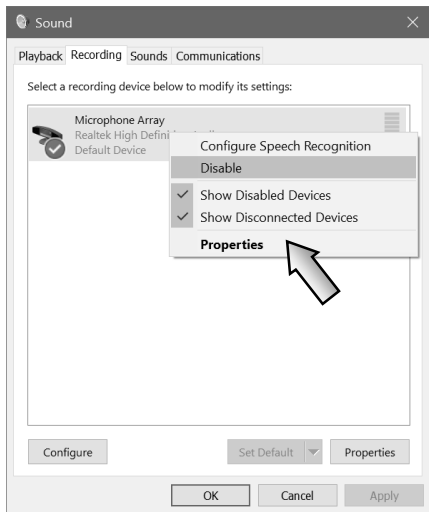 Sound
Playback Recording Sounds Communications
Select a recording device below to modify its settings:
Microphone Array
Realtek High Defini
Default Device
Configure Speech Recognition
Disable
Show Disabled Devices
Show Disconnected Devices
Properties
Configure Set Default Properties
OK Cancel Apply